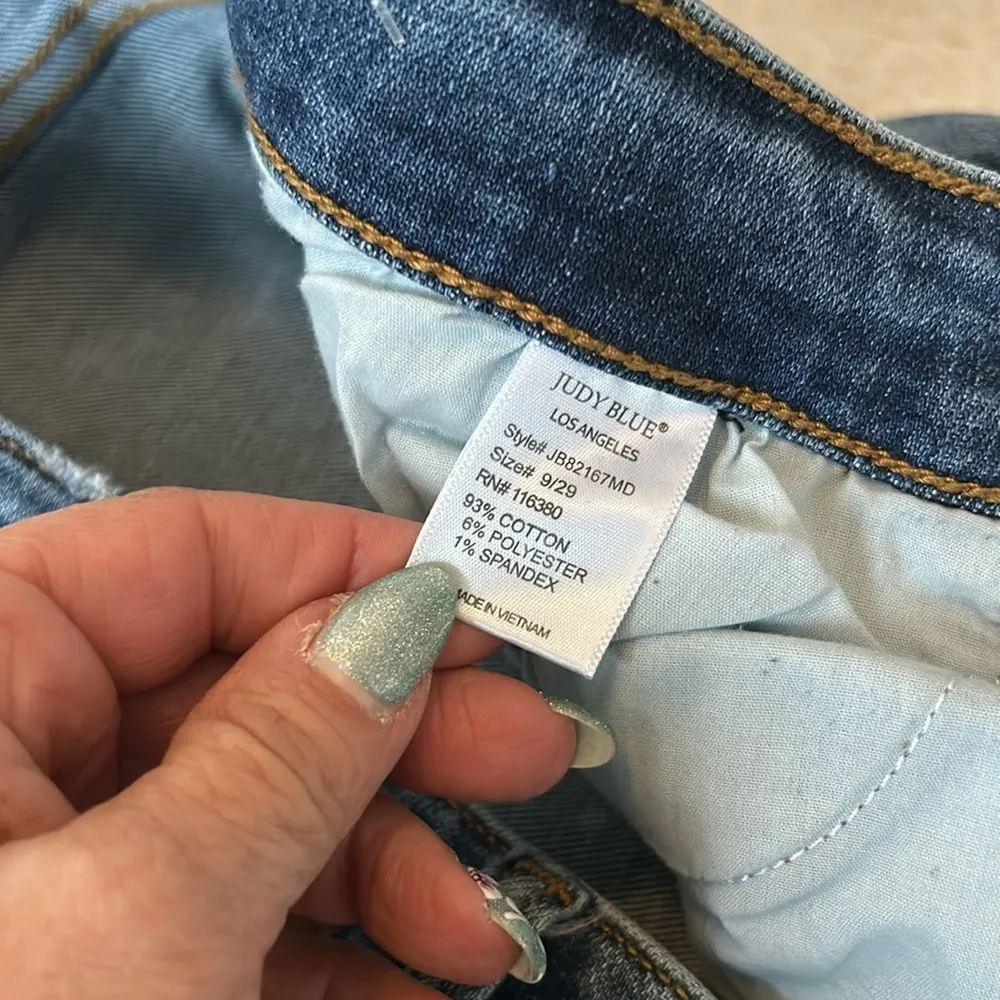 JUDY BLUE®
LOS ANGELES
Style# JB82167MD
Size# 9/29
RN# 116380
93% COTTON
6% POLYESTER
1% SPANDEX
MADE IN VIETNAM